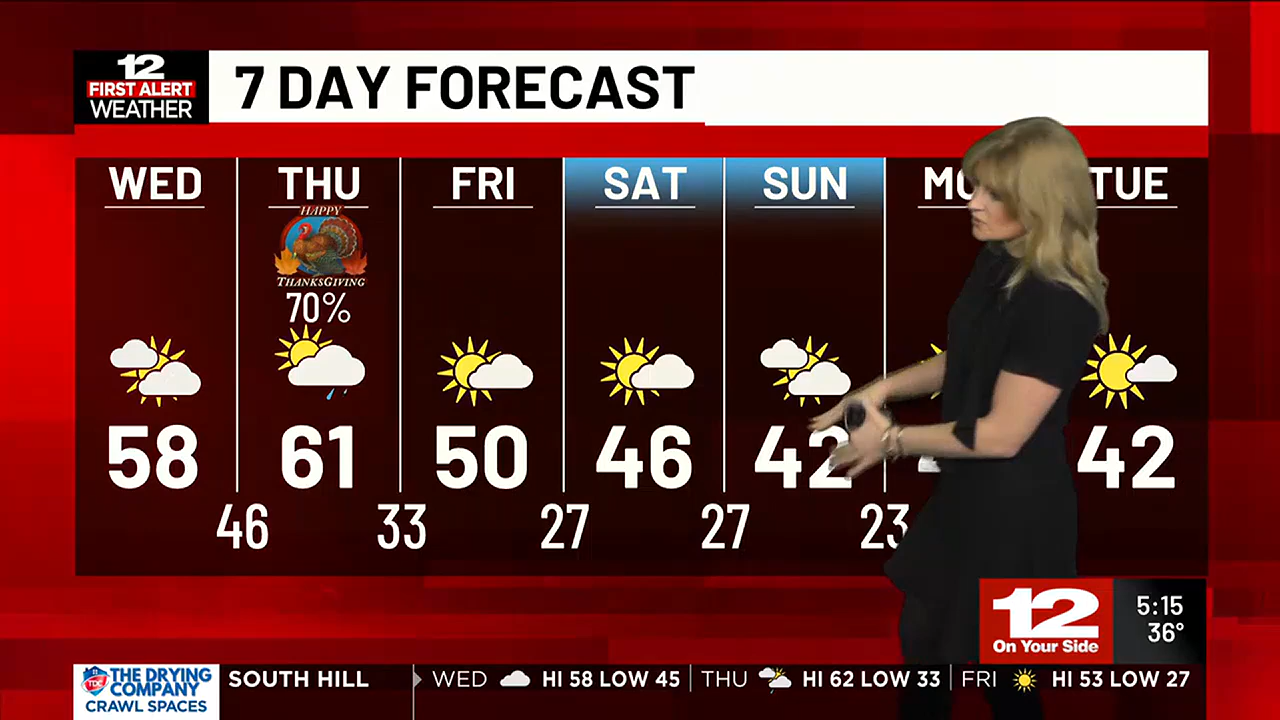 12
FIRST ALERT
WEATHER
7 DAY FORECAST
WED THU FRI SAT SUN TUE
HAPPY
THANKSGIVING
70%
58 61 50 46 42 42
46 33 27 27 23
12
On Your Side
5:15
36°
TDC
THE DRYING
COMPANY
CRAWL SPACES
SOUTH HILL WED HI 58 LOW 45 THU HI 62 LOW 33 FRI HI 53 LOW 27